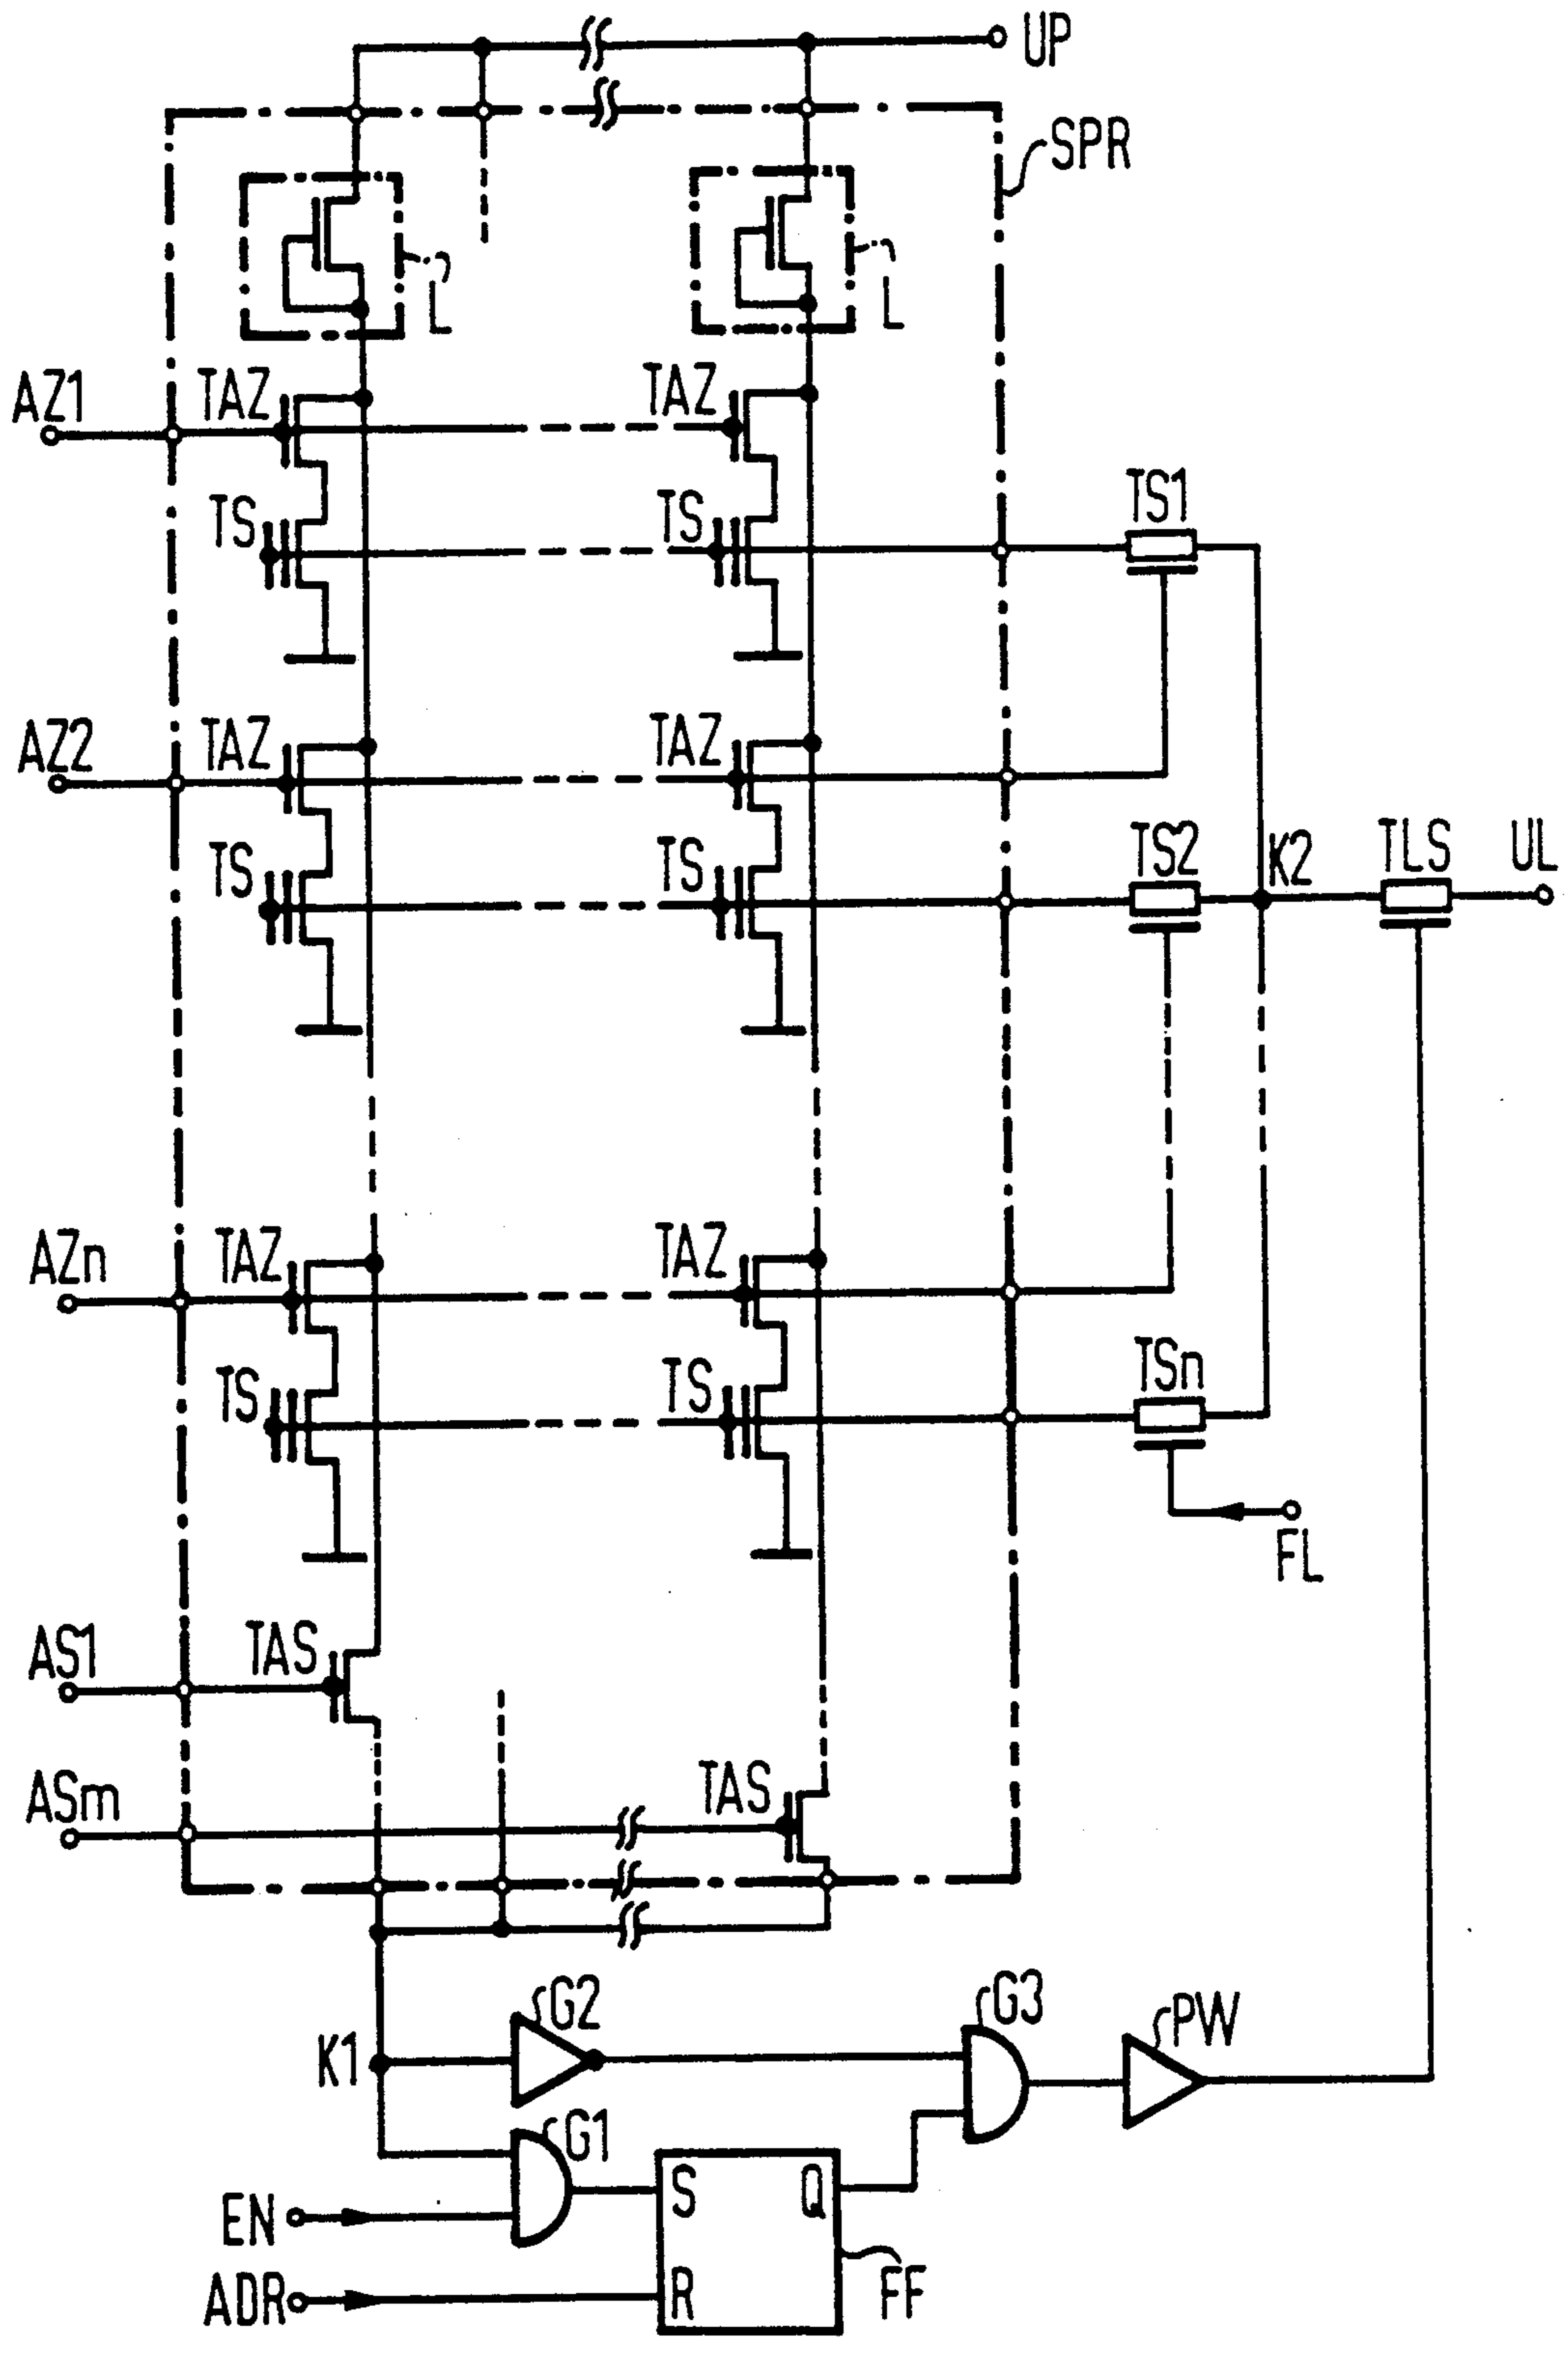 UP
SPR
L L
AZ1 TAZ TAZ
TS TS TS1
AZ2 TAZ TAZ
TS TS TS2 K2 TLS UL
AZn TAZ TAZ
TS TS TSn
FL
AS1 TAS
ASm TAS
G2 G3 PW
K1
G1
S Q
EN
ADR R FF